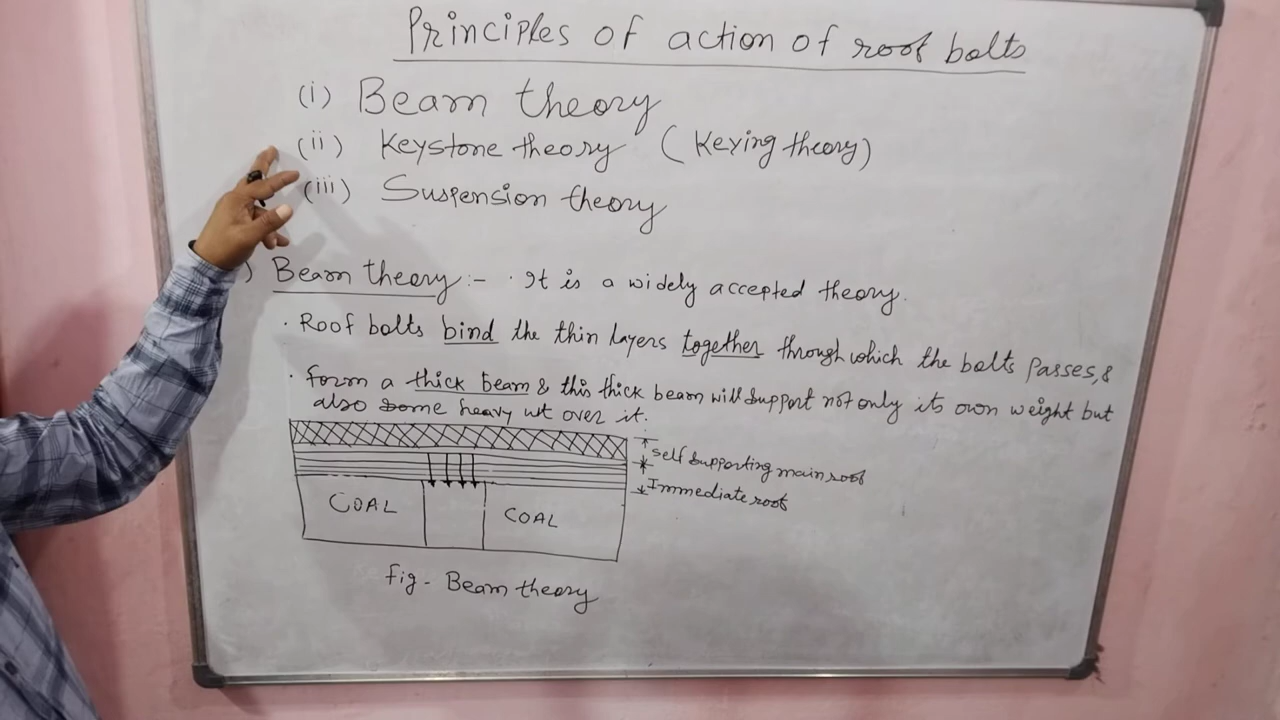 Principles of action of roof bolts
(i) Beam theory
(ii) Keystone theory (Keying theory)
(iii) Suspension theory
) Beam theory :- · It is a widely accepted theory.
· Roof bolts bind the thin layers together through which the bolts passes, &
· form a thick beam & this thick beam will support not only its own weight but
also some heavy wt over it.
self supporting main roof
Immediate roof
COAL
COAL
fig - Beam theory